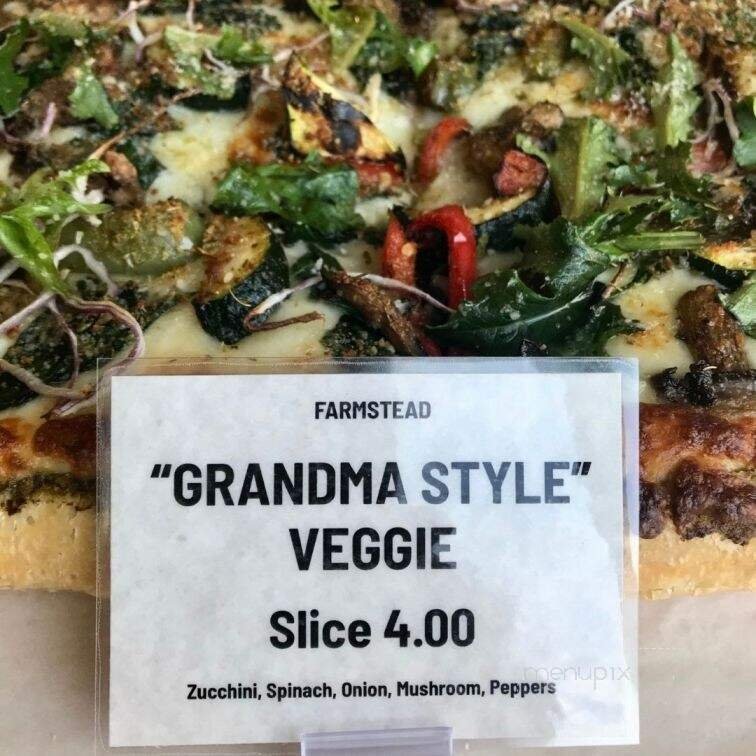 FARMSTEAD
“GRANDMA STYLE”
VEGGIE
Slice 4.00
menupix
Zucchini, Spinach, Onion, Mushroom, Peppers